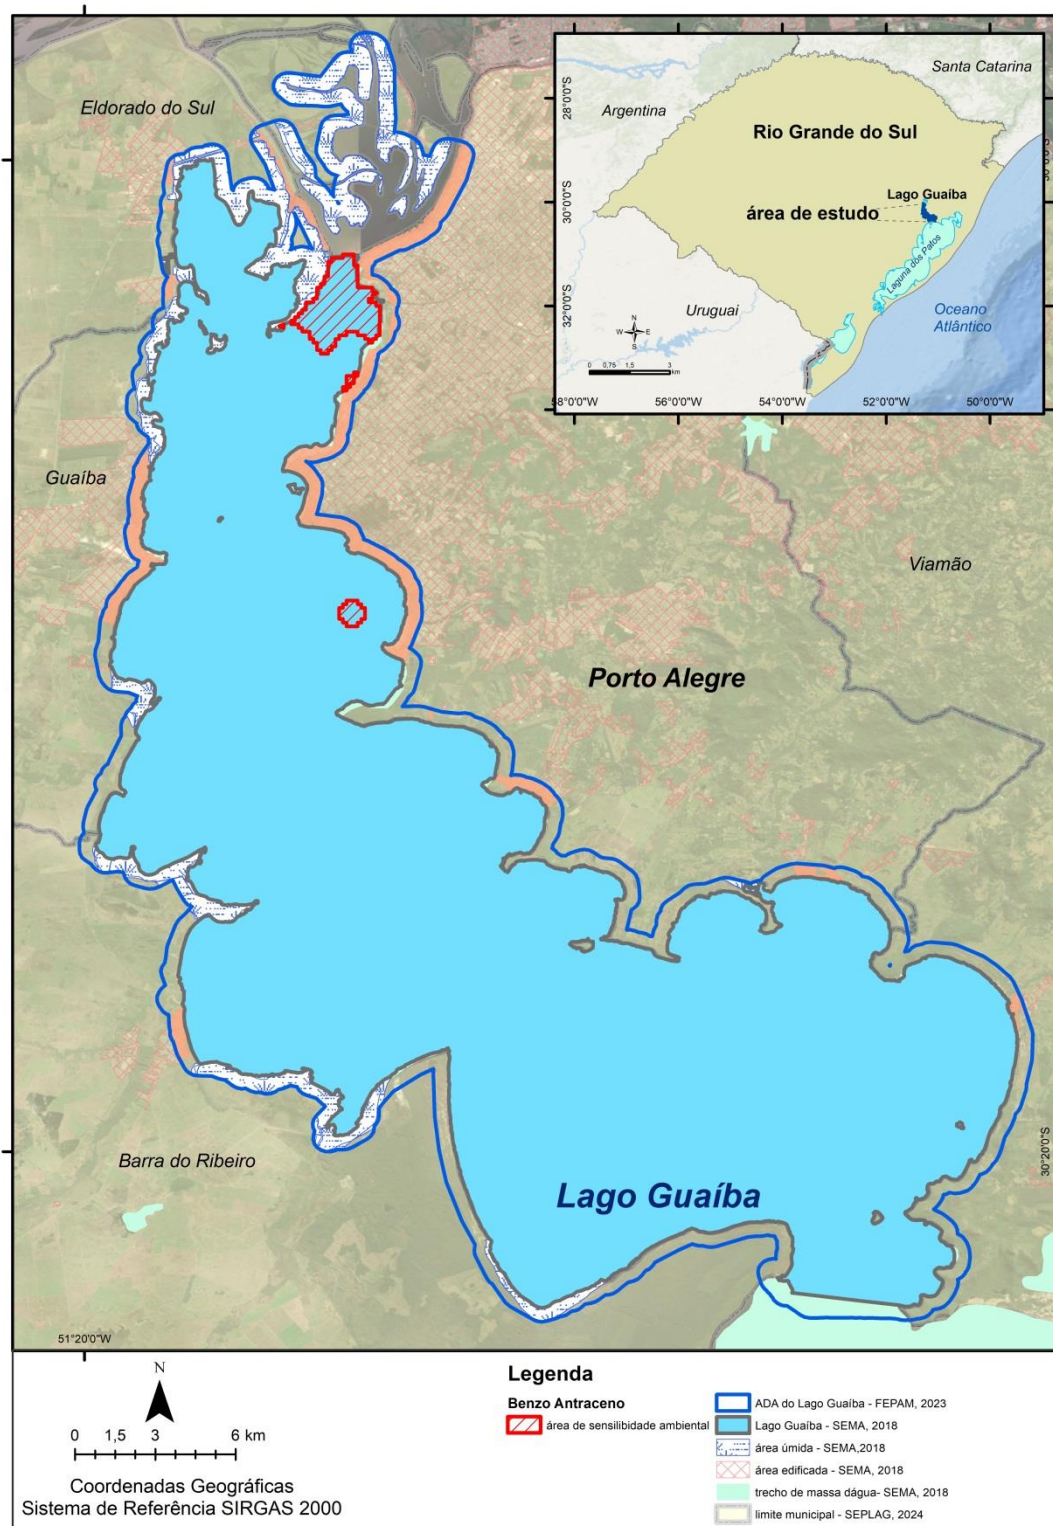 Eldorado do Sul
Santa Catarina
Argentina
Rio Grande do Sul
Lago Guaíba
área de estudo
Laguna dos Patos
Uruguai
Oceano
Atlântico
N
W
E
S
0 0,75 1,5 3
km
28°0'0"S
30°0'0"S
32°0'0"S
58°0'0"W 56°0'0"W 54°0'0"W 52°0'0"W 50°0'0"W
Guaíba
Viamão
Porto Alegre
Barra do Ribeiro
Lago Guaíba
30°20'0"S
51°20'0"W
N
0 1,5 3 6 km
Coordenadas Geográficas
Sistema de Referência SIRGAS 2000
Legenda
Benzo Antraceno
área de sensilibidade ambiental
ADA do Lago Guaíba - FEPAM, 2023
Lago Guaíba - SEMA, 2018
área úmida - SEMA,2018
área edificada - SEMA, 2018
trecho de massa dágua- SEMA, 2018
limite municipal - SEPLAG, 2024